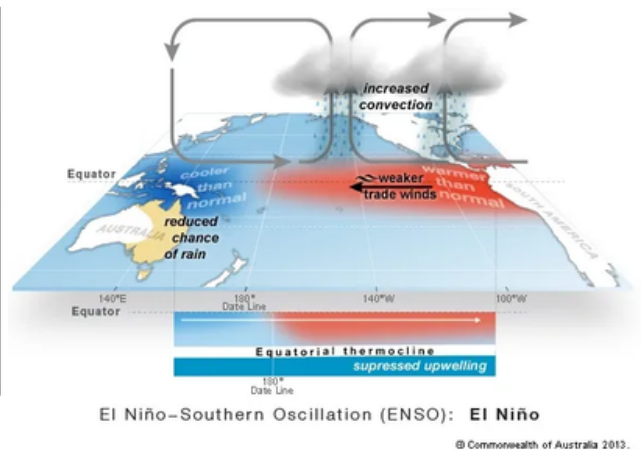 increased
convection
Equator
cooler
than
normal
weaker
trade winds
warmer
than
normal
AUSTRALIA
reduced
chance
of rain
SOUTH AMERICA
140°E
180°
Date Line
140°W
100°W
Equator
Equatorial thermocline
supressed upwelling
180°
Date Line
El Niño–Southern Oscillation (ENSO): El Niño
© Commonwealth of Australia 2013.